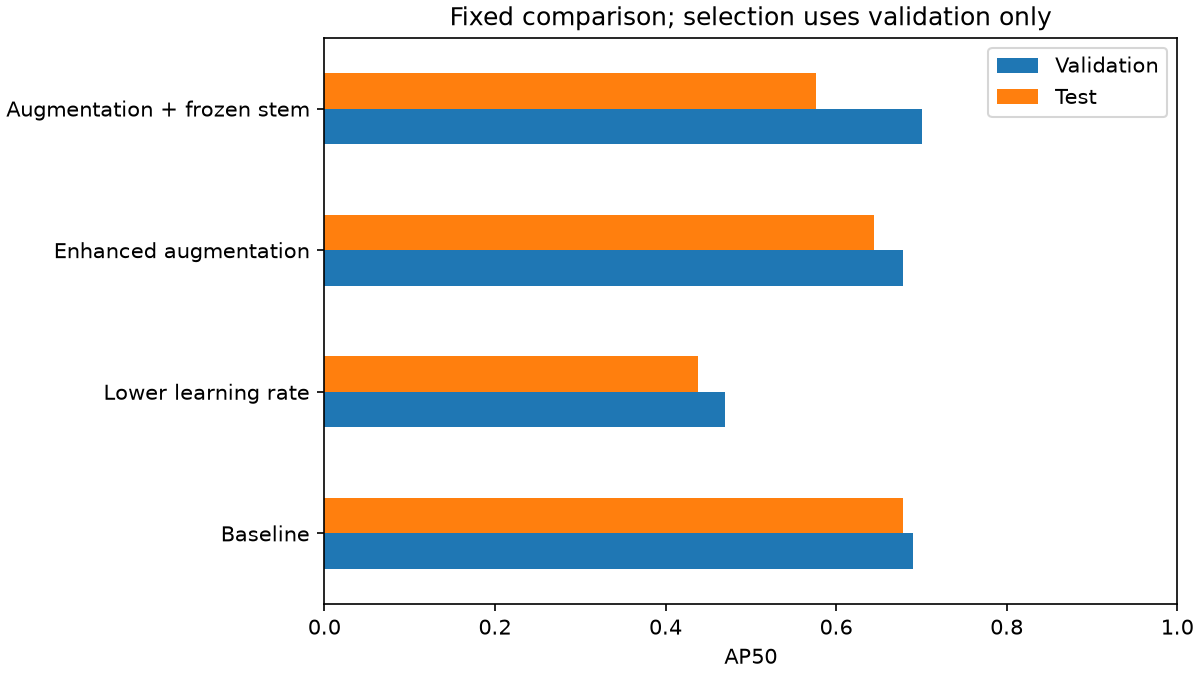 Fixed comparison; selection uses validation only
Validation
Test
Augmentation + frozen stem
Enhanced augmentation
Lower learning rate
Baseline
0.0 0.2 0.4 0.6 0.8 1.0
AP50